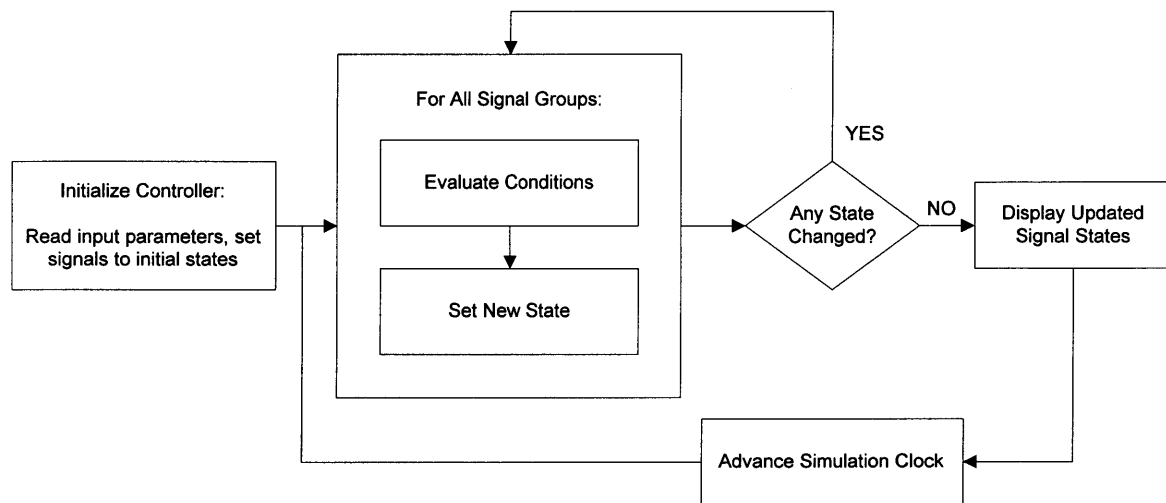 Initialize Controller:
Read input parameters, set
signals to initial states
For All Signal Groups:
Evaluate Conditions
Set New State
YES
Any State
Changed?
NO
Display Updated
Signal States
Advance Simulation Clock